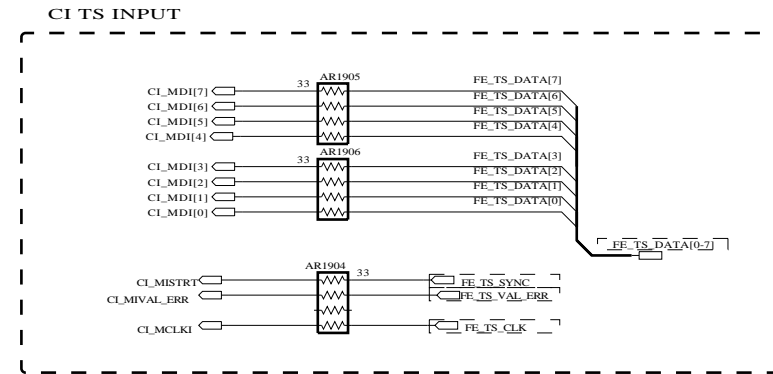 CI TS INPUT
33 AR1905 FE_TS_DATA[7]
CI_MDI[7] FE_TS_DATA[6]
CI_MDI[6] FE_TS_DATA[5]
CI_MDI[5] FE_TS_DATA[4]
CI_MDI[4]
33 AR1906 FE_TS_DATA[3]
CI_MDI[3] FE_TS_DATA[2]
CI_MDI[2] FE_TS_DATA[1]
CI_MDI[1] FE_TS_DATA[0]
CI_MDI[0]
FE_TS_DATA[0-7]
AR1904 33
CI_MISTRT FE_TS_SYNC
CI_MIVAL_ERR FE_TS_VAL_ERR
CI_MCLKI FE_TS_CLK